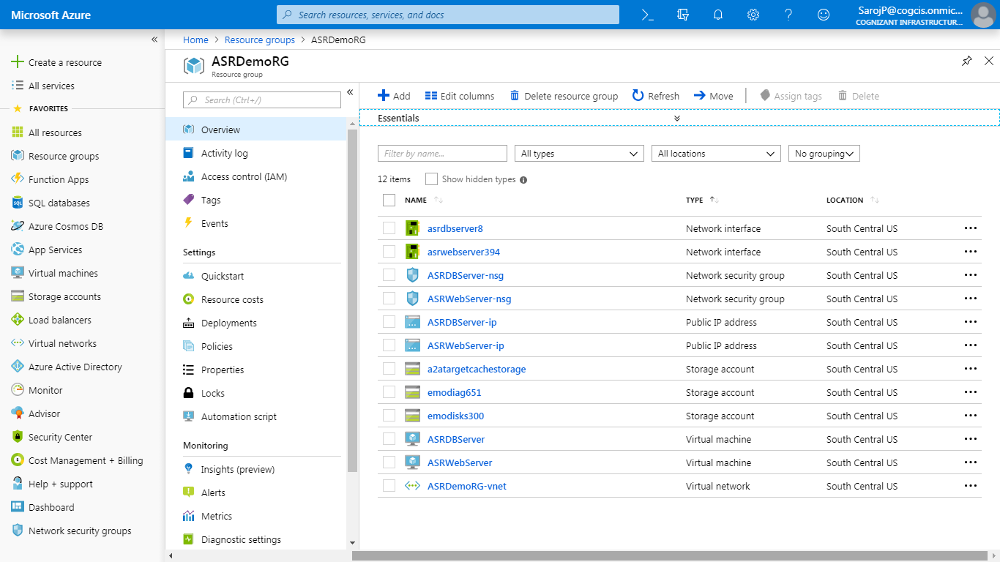 Microsoft Azure
Search resources, services, and docs
SarojP@cogcis.onmic...
COGNIZANT INFRASTRUCTUR...
Create a resource
All services
FAVORITES
All resources
Resource groups
Function Apps
SQL databases
Azure Cosmos DB
App Services
Virtual machines
Storage accounts
Load balancers
Virtual networks
Azure Active Directory
Monitor
Advisor
Security Center
Cost Management + Billing
Help + support
Dashboard
Network security groups
Home > Resource groups > ASRDemoRG
ASRDemoRG
Resource group
Search (Ctrl+/)
Overview
Activity log
Access control (IAM)
Tags
Events
Settings
Quickstart
Resource costs
Deployments
Policies
Properties
Locks
Automation script
Monitoring
Insights (preview)
Alerts
Metrics
Diagnostic settings
Add Edit columns Delete resource group Refresh Move Assign tags Delete
Essentials
Filter by name... All types All locations No grouping
12 items Show hidden types
NAME TYPE LOCATION
asrdbserver8 Network interface South Central US
asrwebserver394 Network interface South Central US
ASRDBServer-nsg Network security group South Central US
ASRWebServer-nsg Network security group South Central US
ASRDBServer-ip Public IP address South Central US
ASRWebServer-ip Public IP address South Central US
a2atargetcachestorage Storage account South Central US
emodiag651 Storage account South Central US
emodisks300 Storage account South Central US
ASRDBServer Virtual machine South Central US
ASRWebServer Virtual machine South Central US
ASRDemoRG-vnet Virtual network South Central US